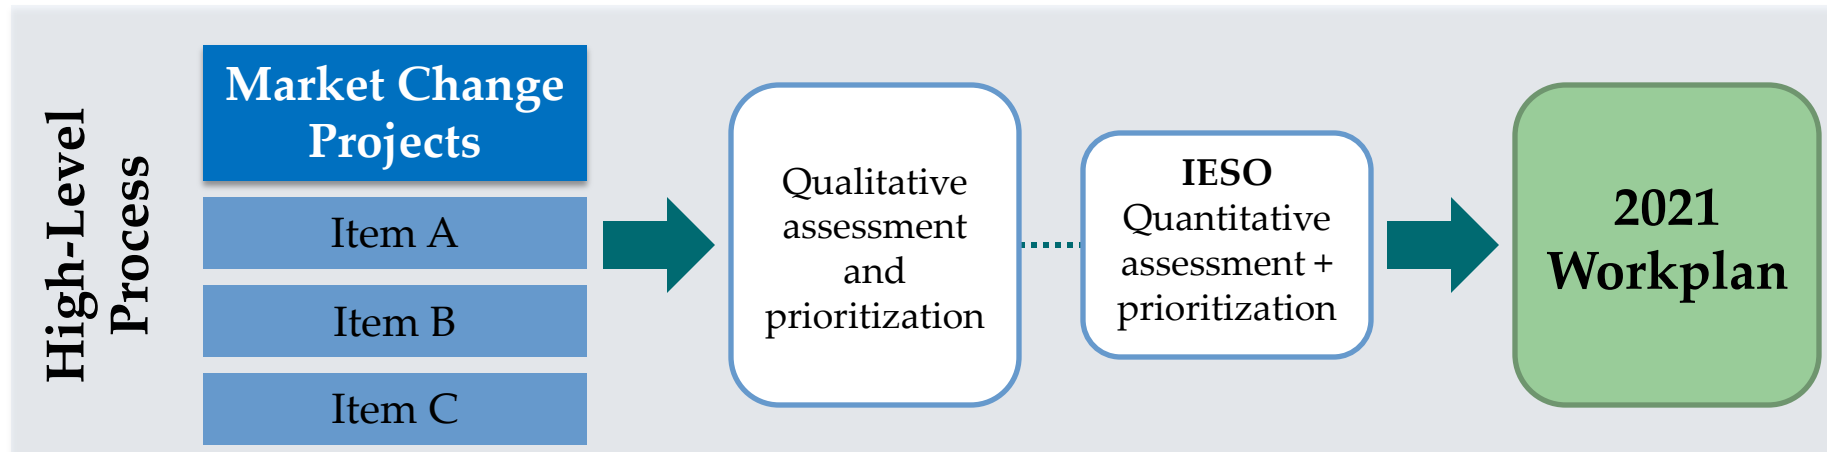 High-Level
Process
Market Change
Projects
Item A
Item B
Item C
Qualitative
assessment
and
prioritization
IESO
Quantitative
assessment +
prioritization
2021
Workplan